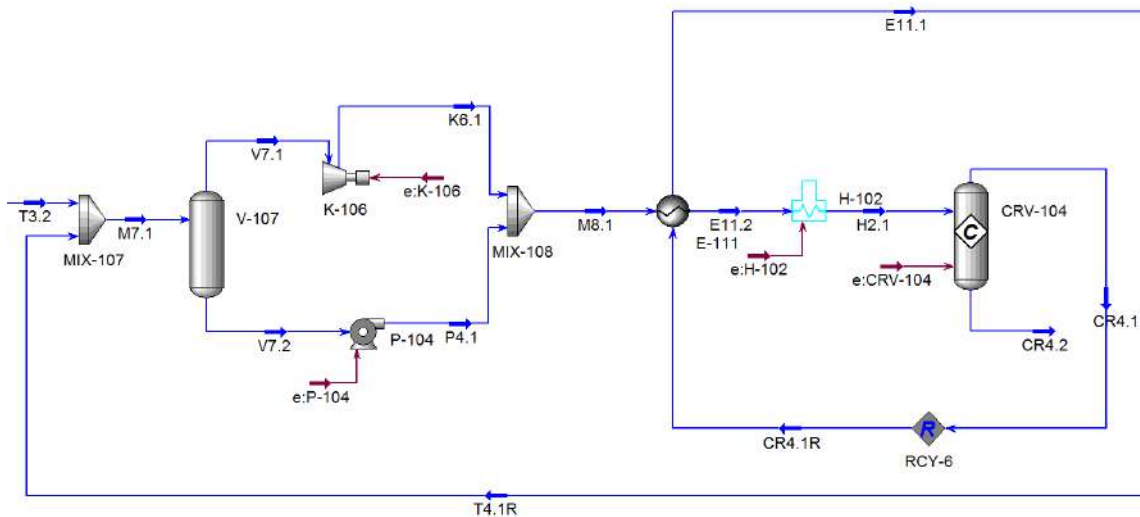 E11.1
K6.1
V7.1
e:K-106
K-106
T3.2
V-107
M7.1
MIX-107
MIX-108
M8.1
E11.2
E-111
H-102
H2.1
CRV-104
C
e:H-102
e:CRV-104
V7.2
P-104
P4.1
e:P-104
CR4.2
CR4.1
CR4.1R
R
RCY-6
T4.1R